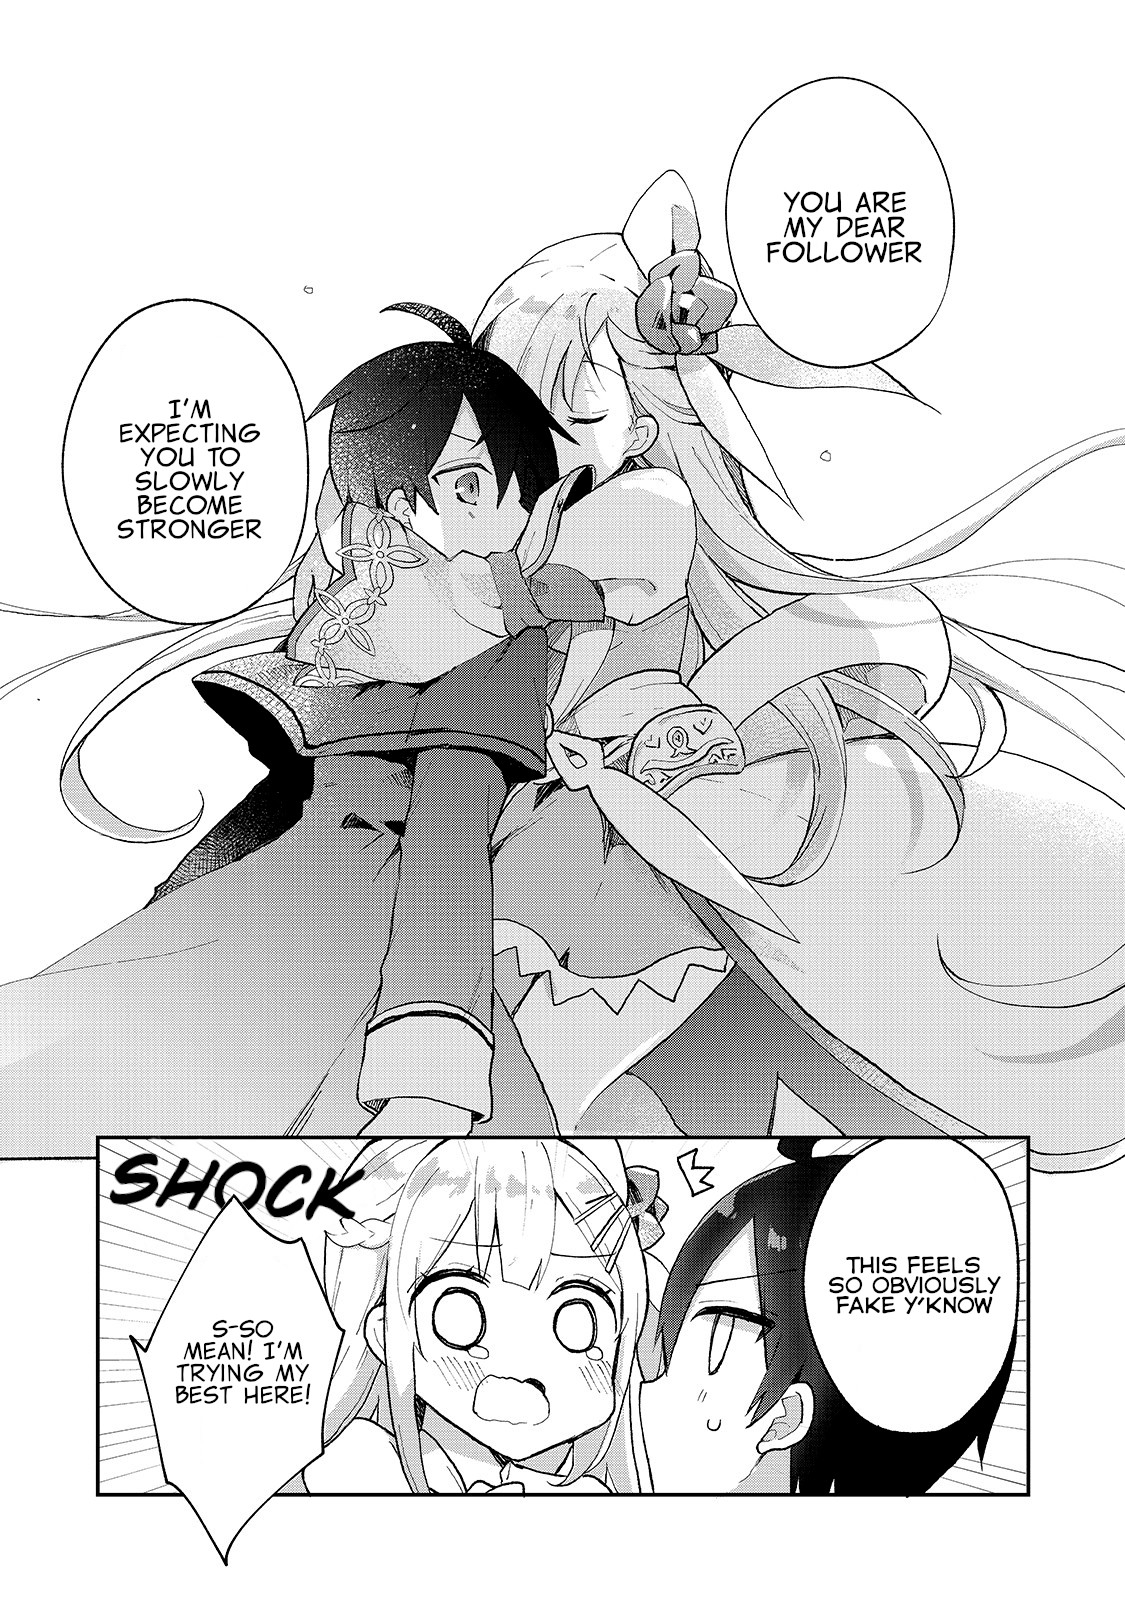 YOU ARE
MY DEAR
FOLLOWER
I'M
EXPECTING
YOU TO
SLOWLY
BECOME
STRONGER
THIS FEELS
SO OBVIOUSLY
FAKE Y'KNOW
SHOCK
S-SO
MEAN! I'M
TRYING MY
BEST HERE!